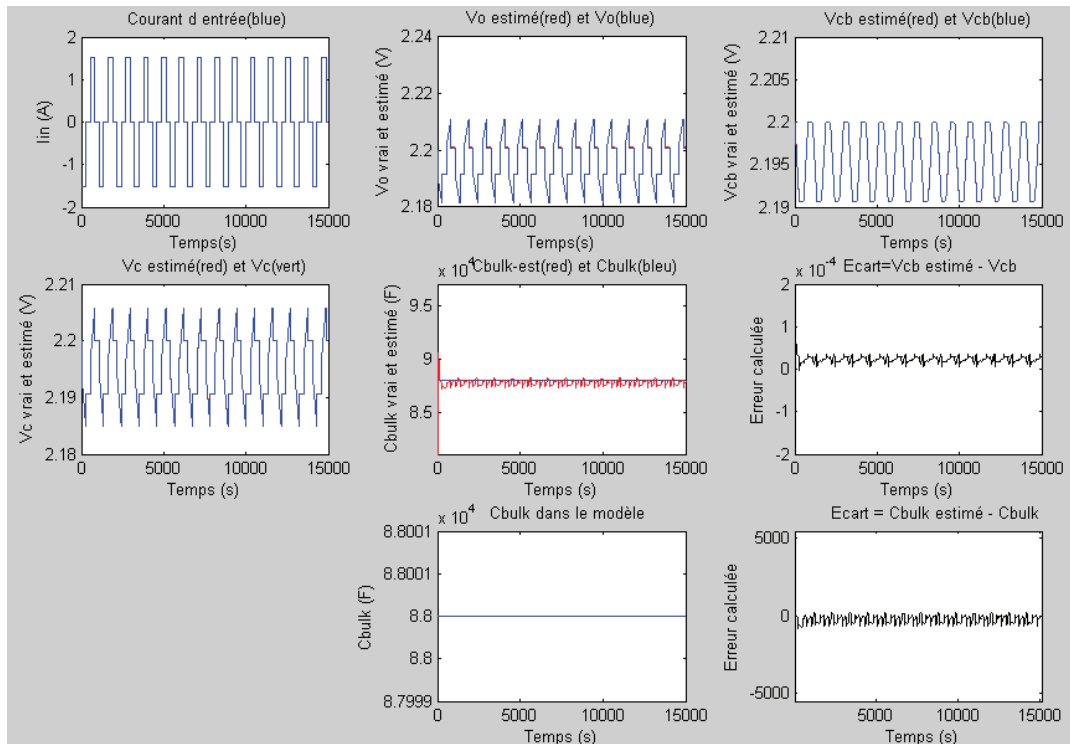 Courant d entrée(blue)
Iin (A)
2
1
0
-1
-2
0 5000 10000 15000
Temps(s)
Vo estimé(red) et Vo(blue)
Vo vrai et estimé (V)
2.24
2.22
2.20
2.18
0 5000 10000 15000
Temps (s)
Vcb estimé(red) et Vcb(blue)
Vcb vrai et estimé (V)
2.21
2.205
2.2
2.195
2.19
0 5000 10000 15000
Temps (s)
Vc estimé(red) et Vc(vert)
Vc vrai et estimé (V)
2.21
2.2
2.19
2.18
0 5000 10000 15000
Temps (s)
x 10^4
Cbulk-est(red) et Cbulk(bleu)
Cbulk vrai et estimé (F)
9.5
9
8.5
0 5000 10000 15000
Temps (s)
x 10^-4
Ecart=Vcb estimé - Vcb
Erreur calculée
2
1
0
-1
-2
0 5000 10000 15000
Temps (s)
x 10^4
Cbulk dans le modèle
Cbulk (F)
8.8001
8.8001
8.8
8.8
8.7999
0 5000 10000 15000
Temps (s)
Ecart = Cbulk estimé - Cbulk
Erreur calculée
5000
0
-5000
5000 10000 15000
Temps (s)